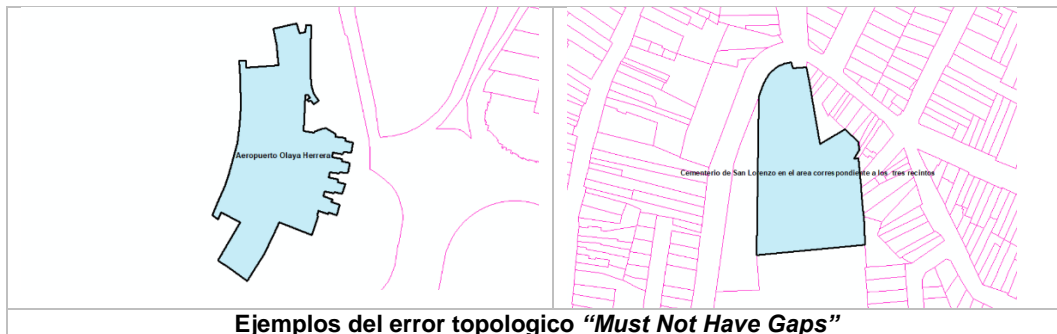 Aeropuerto Olaya Herrera
Cementerio de San Lorenzo en el area correspondiente a los tres recintos
Ejemplos del error topologico “Must Not Have Gaps”